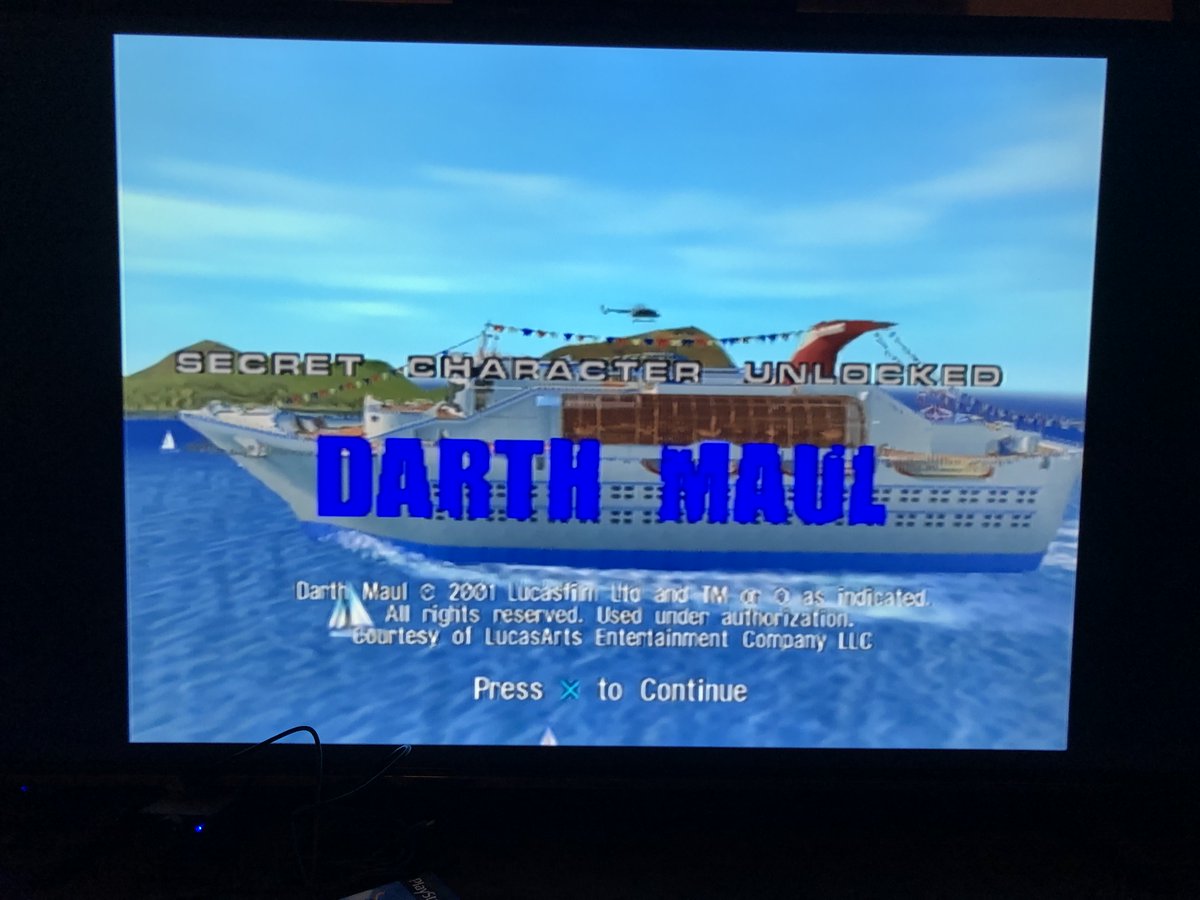 SECRET CHARACTER UNLOCKED
DARTH MAUL
Darth Maul © 2001 Lucasfilm Ltd and TM or ® as indicated.
All rights reserved. Used under authorization.
Courtesy of LucasArts Entertainment Company LLC
Press × to Continue